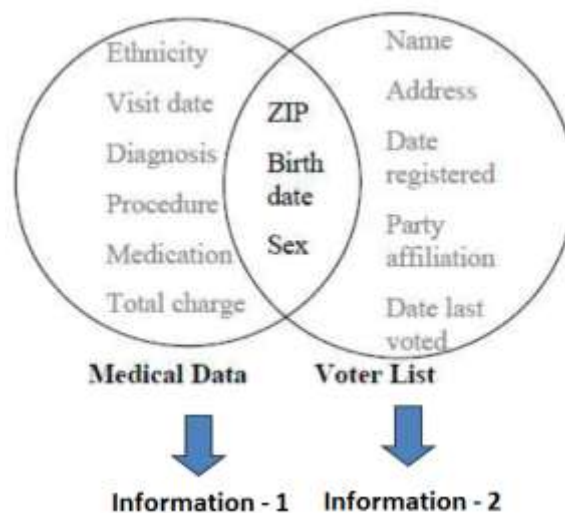 Ethnicity
Visit date
Diagnosis
Procedure
Medication
Total charge
ZIP
Birth
date
Sex
Name
Address
Date
registered
Party
affiliation
Date last
voted
Medical Data
Voter List
Information - 1
Information - 2